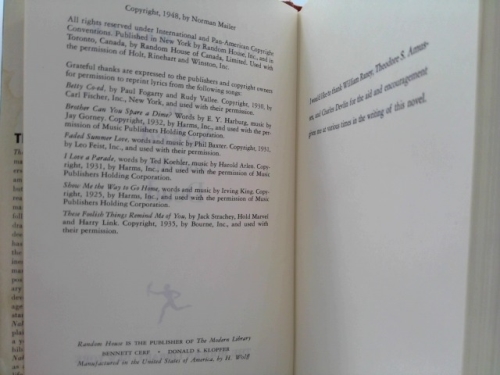 Copyright, 1948, by Norman Mailer
All rights reserved under International and Pan-American Copyright
Conventions. Published in New York by Random House, Inc., and in
Toronto, Canada, by Random House of Canada, Limited. Used with
the permission of Holt, Rinehart and Winston, Inc.
Grateful thanks are expressed to the publishers and copyright owners
for permission to reprint lyrics from the following songs:
Betty Co-ed, by Paul Fogarty and Rudy Vallee. Copyright, 1930, by
Carl Fischer, Inc., New York, and used with their permission.
Brother Can You Spare a Dime? Words by E. Y. Harburg, music by
Jay Gorney. Copyright, 1932, by Harms, Inc., and used with the per-
mission of Music Publishers Holding Corporation.
Faded Summer Love, words and music by Phil Baxter. Copyright, 1931,
by Leo Feist, Inc., and used with their permission.
I Love a Parade, words by Ted Koehler, music by Harold Arlen. Copy-
right, 1931, by Harms, Inc., and used with the permission of Music
Publishers Holding Corporation.
Show Me the Way to Go Home, words and music by Irving King. Copy-
right, 1925, by Harms, Inc., and used with the permission of Music
Publishers Holding Corporation.
These Foolish Things Remind Me of You, by Jack Strachey, Holt Marvel
and Harry Link. Copyright, 1935, by Bourne, Inc., and used with
their permission.
Random House IS THE PUBLISHER OF The Modern Library
BENNETT CERF • DONALD S. KLOPFER
Manufactured in the United States of America by H. Wolff
I would like to thank William Raney, Theodore S. Amus-
sen, and Charles Devlin for the aid and encouragement
given me at various times in the writing of this novel.